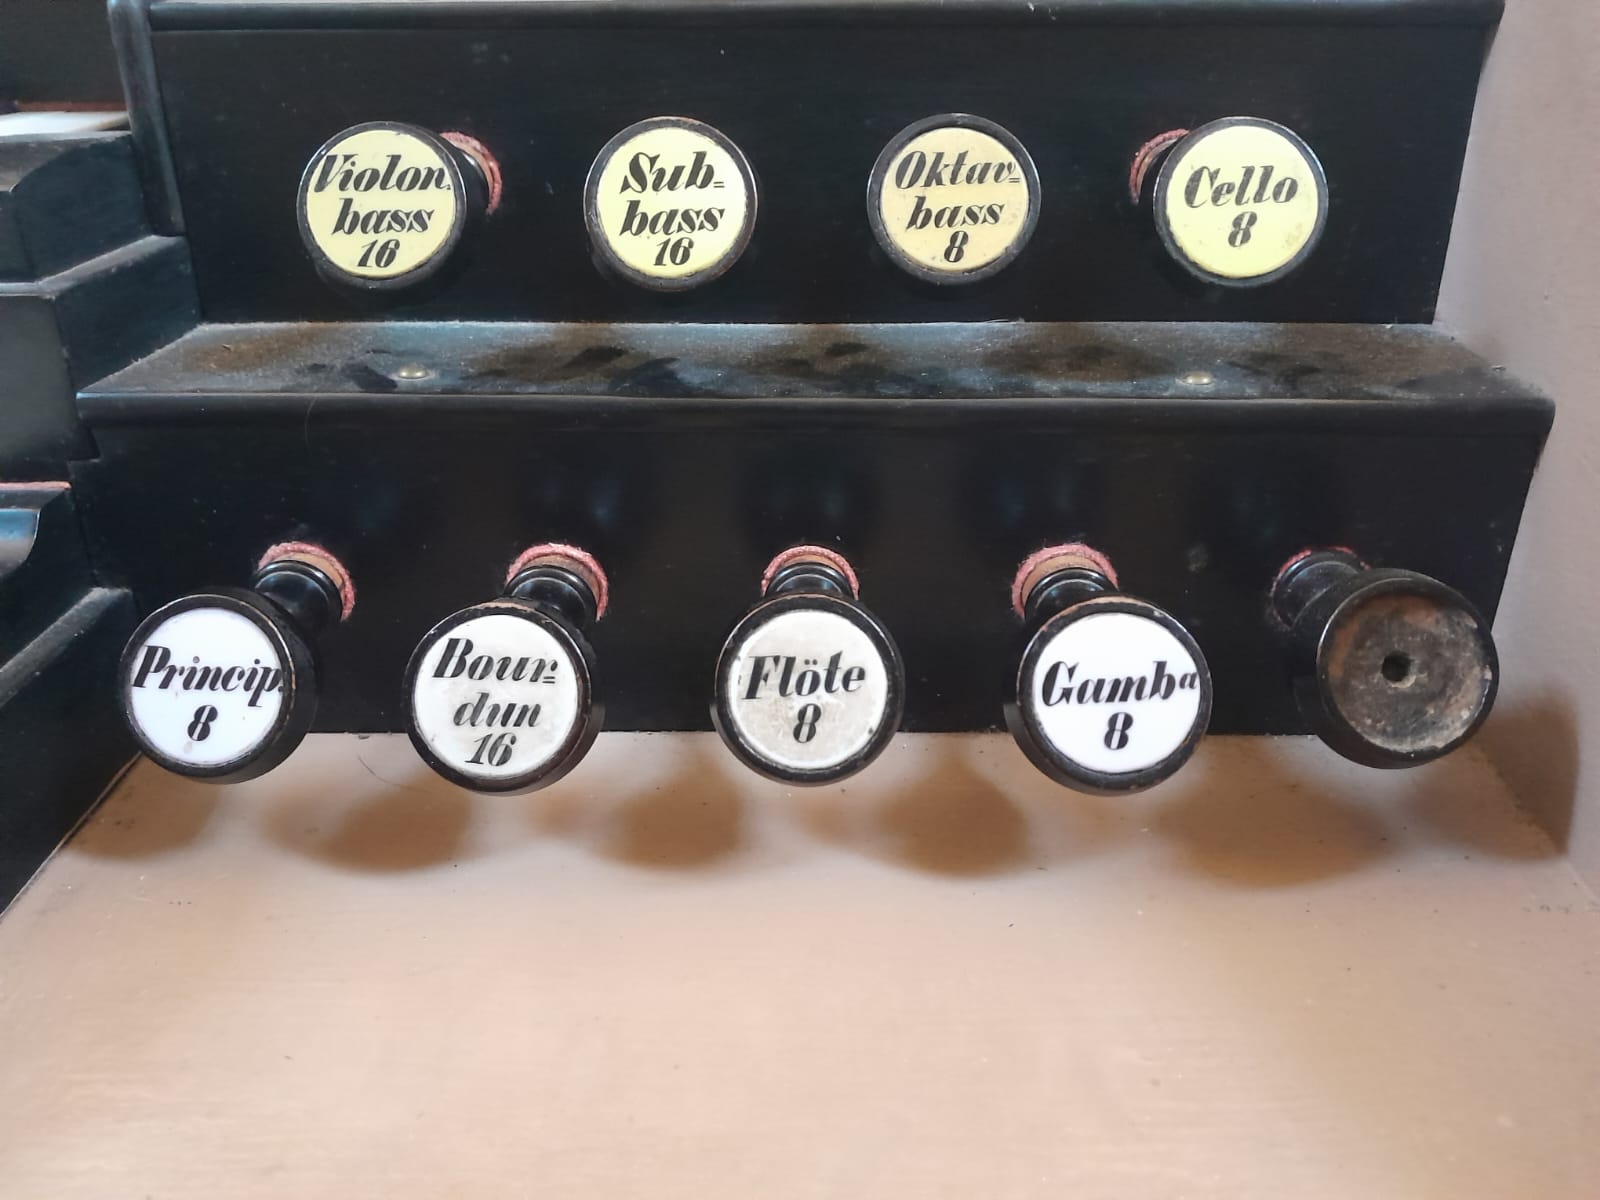 Violon-
bass
16
Sub-
bass
16
Oktav-
bass
8
Cello
8
Princip.
8
Bour-
dun
16
Flöte
8
Gamba
8